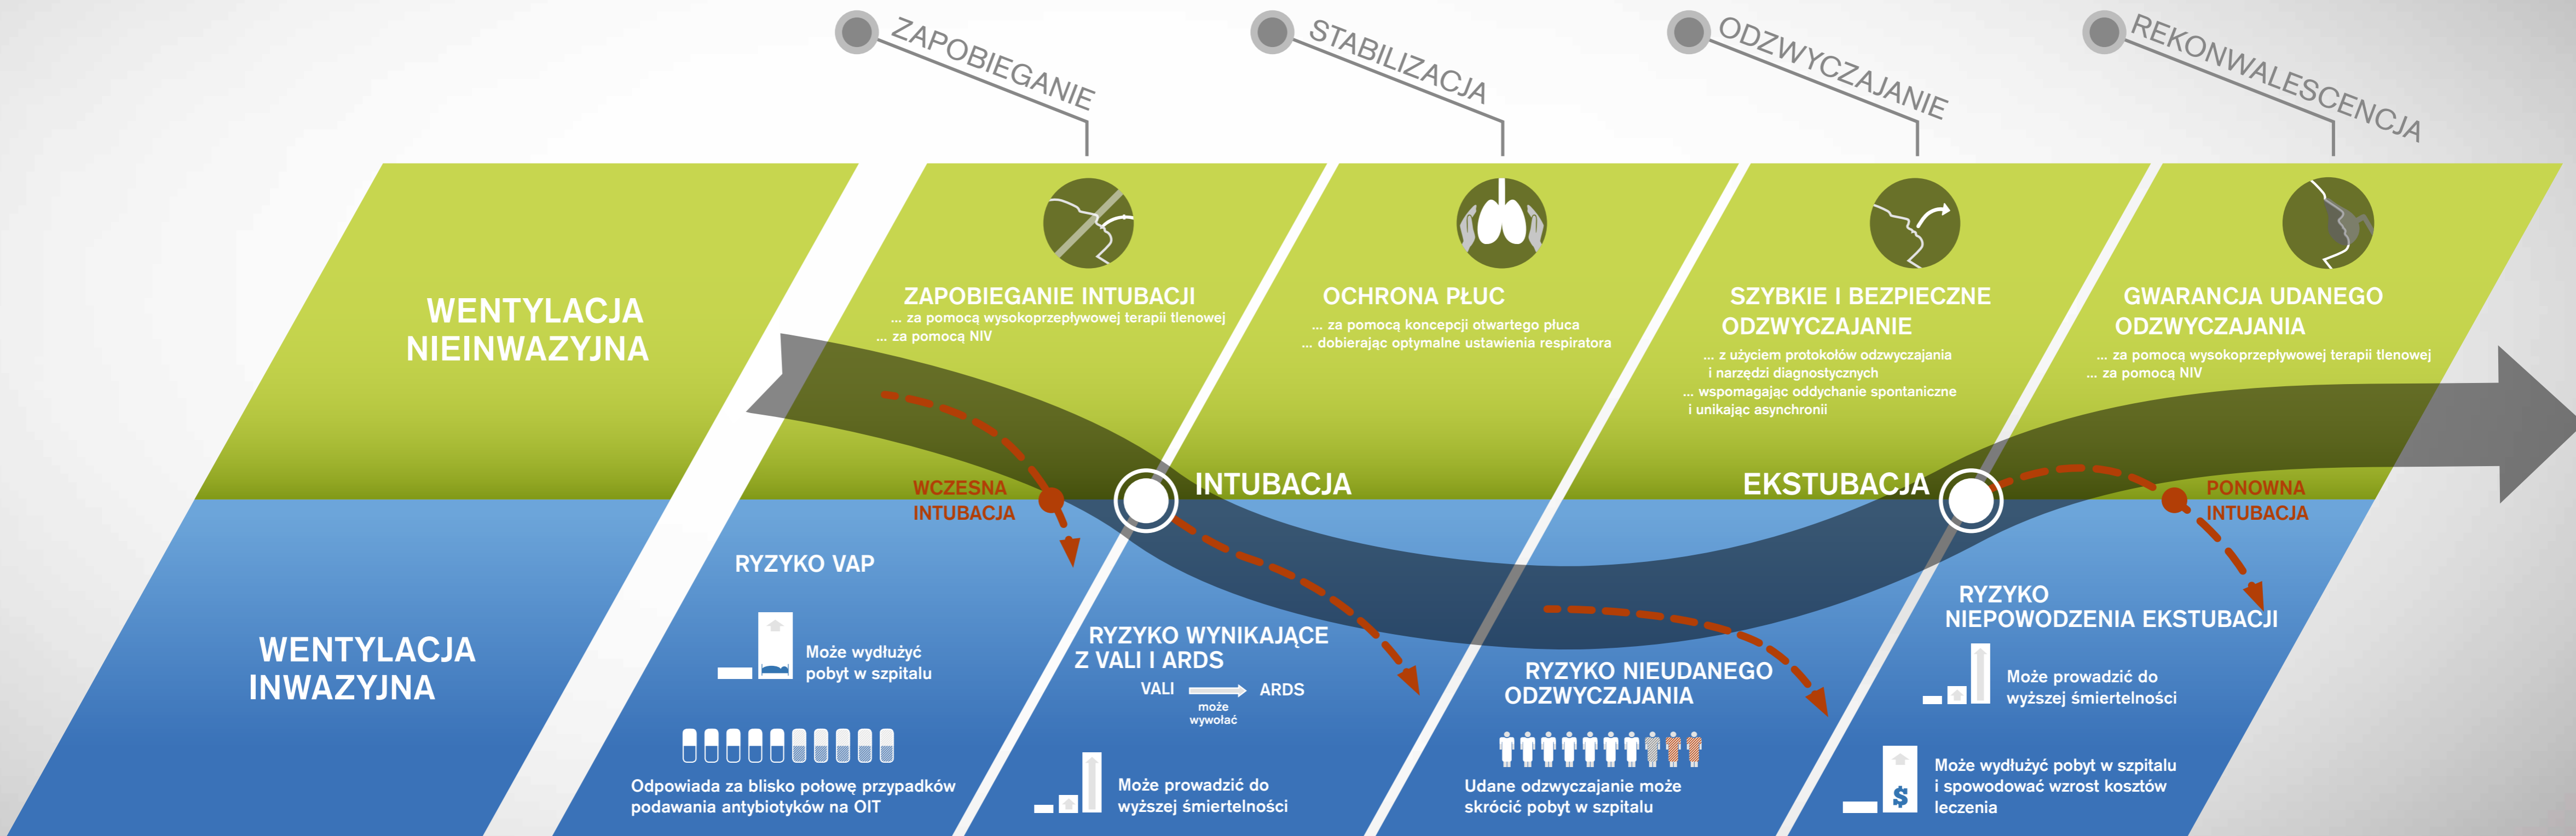 ZAPOBIEGANIE
STABILIZACJA
ODZWYCZAJANIE
REKONWALESCENCJA
WENTYLACJA
NIEINWAZYJNA
ZAPOBIEGANIE INTUBACJI
... za pomocą wysokoprzepływowej terapii tlenowej
... za pomocą NIV
OCHRONA PŁUC
... za pomocą koncepcji otwartego płuca
... dobierając optymalne ustawienia respiratora
SZYBKIE I BEZPIECZNE
ODZWYCZAJANIE
... z użyciem protokołów odzwyczajania
i narzędzi diagnostycznych
... wspomagając oddychanie spontaniczne
i unikając asynchronii
GWARANCJA UDANEGO
ODZWYCZAJANIA
... za pomocą wysokoprzepływowej terapii tlenowej
... za pomocą NIV
WCZESNA
INTUBACJA
INTUBACJA
EKSTUBACJA
PONOWNA
INTUBACJA
WENTYLACJA
INWAZYJNA
RYZYKO VAP
Może wydłużyć
pobyt w szpitalu
Odpowiada za blisko połowę przypadków
podawania antybiotyków na OIT
RYZYKO WYNIKAJĄCE
Z VALI I ARDS
VALI ARDS
może
wywołać
Może prowadzić do
wyższej śmiertelności
RYZYKO NIEUDANEGO
ODZWYCZAJANIA
Udane odzwyczajanie może
skrócić pobyt w szpitalu
RYZYKO
NIEPOWODZENIA EKSTUBACJI
Może prowadzić do
wyższej śmiertelności
$
Może wydłużyć pobyt w szpitalu
i spowodować wzrost kosztów
leczenia